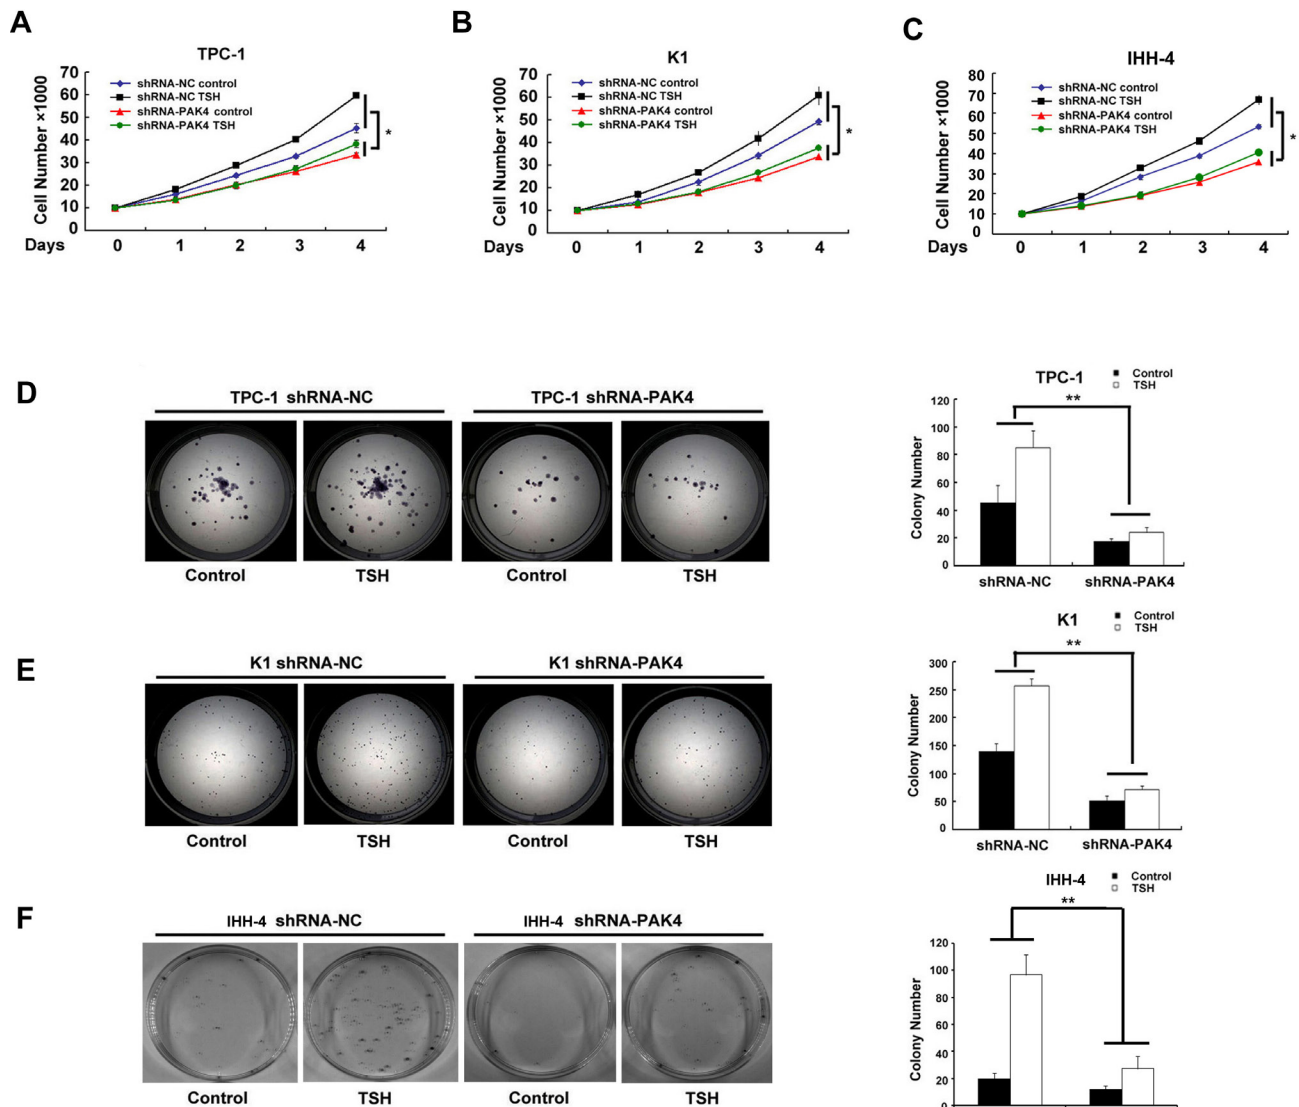 A
TPC-1
Cell Number ×1000
70
60
50
40
30
20
10
0
shRNA-NC control
shRNA-NC TSH
shRNA-PAK4 control
shRNA-PAK4 TSH
*
Days 0 1 2 3 4
B
K1
Cell Number ×1000
70
60
50
40
30
20
10
0
shRNA-NC control
shRNA-NC TSH
shRNA-PAK4 control
shRNA-PAK4 TSH
*
Days 0 1 2 3 4
C
IHH-4
Cell Number ×1000
80
70
60
50
40
30
20
10
0
shRNA-NC control
shRNA-NC TSH
shRNA-PAK4 control
shRNA-PAK4 TSH
*
Days 0 1 2 3 4
D
TPC-1 shRNA-NC
TPC-1 shRNA-PAK4
Control TSH Control TSH
TPC-1
Control
TSH
**
Colony Number
120
100
80
60
40
20
0
shRNA-NC shRNA-PAK4
E
K1 shRNA-NC
K1 shRNA-PAK4
Control TSH Control TSH
K1
Control
TSH
**
Colony Number
300
250
200
150
100
50
0
shRNA-NC shRNA-PAK4
F
IHH-4 shRNA-NC
IHH-4 shRNA-PAK4
Control TSH Control TSH
IHH-4
Control
TSH
**
Colony Number
120
100
80
60
40
20
0